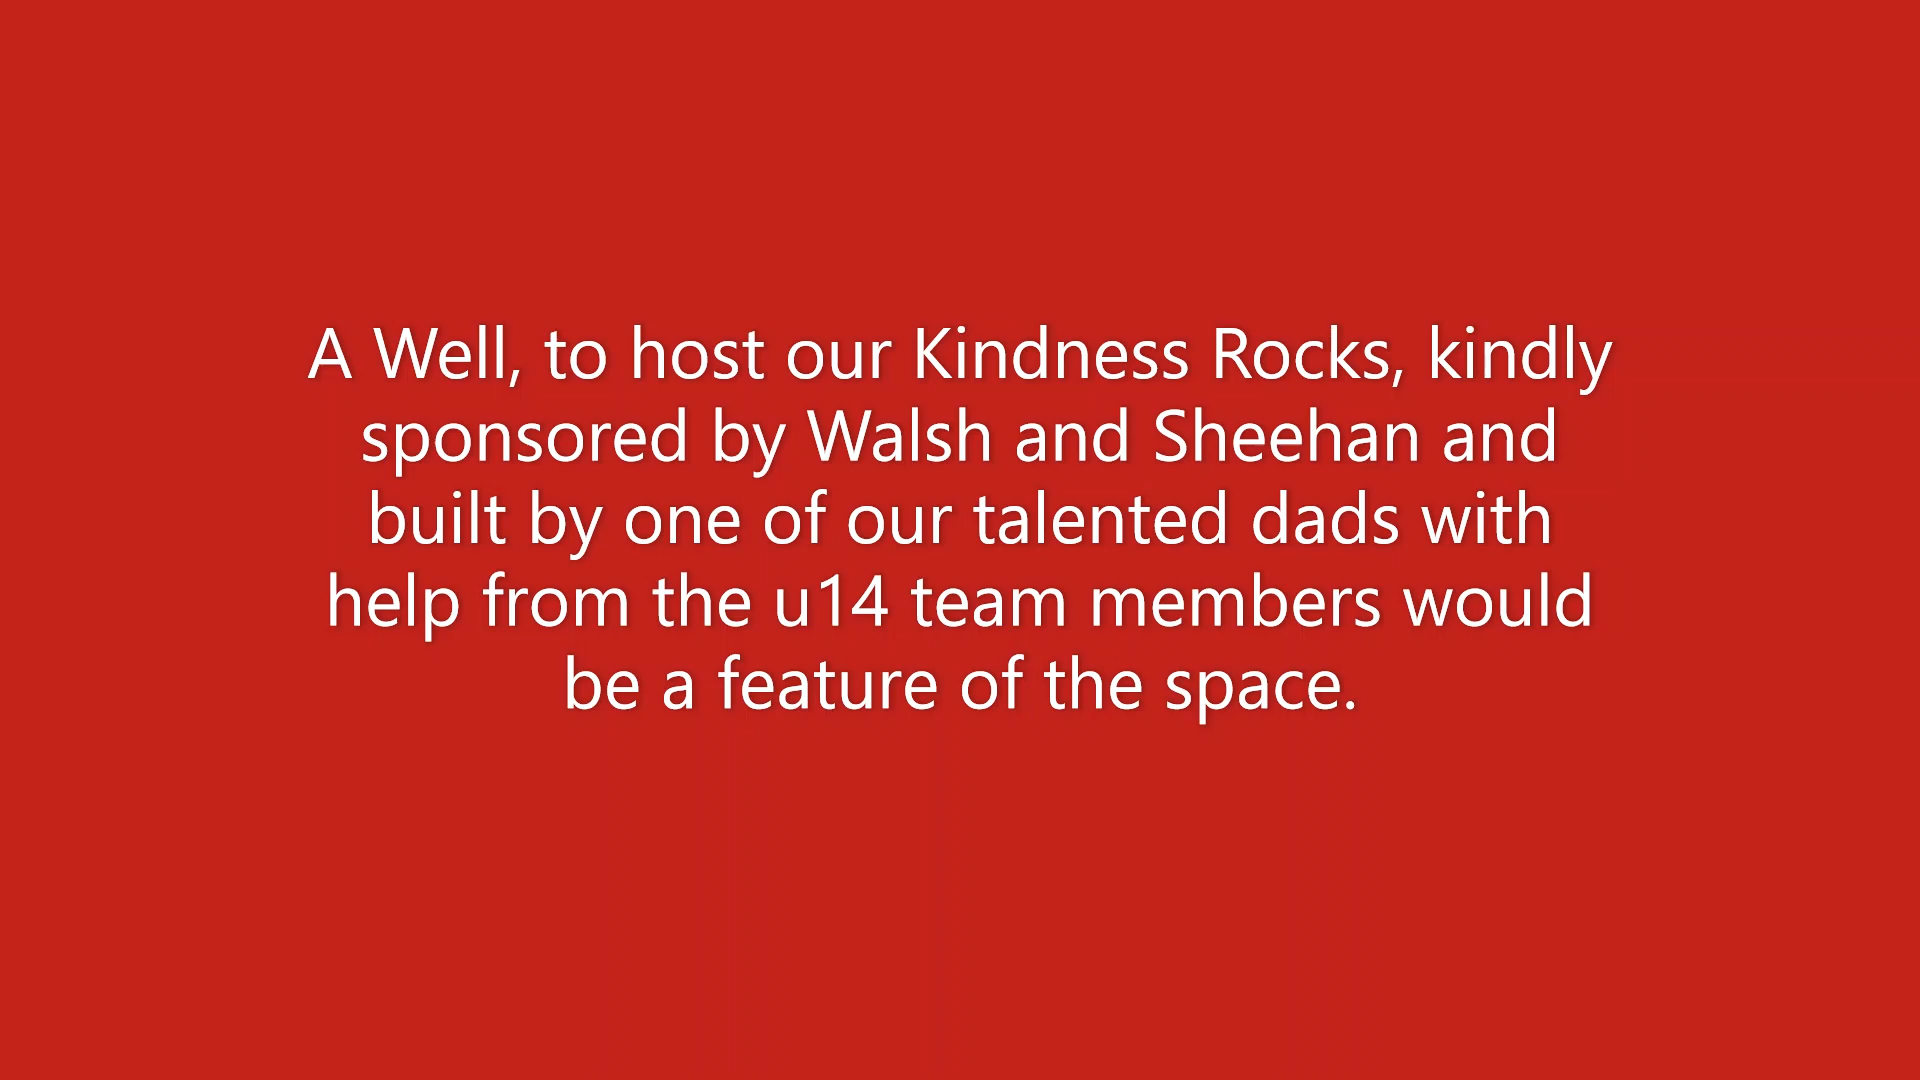 A Well, to host our Kindness Rocks, kindly
sponsored by Walsh and Sheehan and
built by one of our talented dads with
help from the u14 team members would
be a feature of the space.